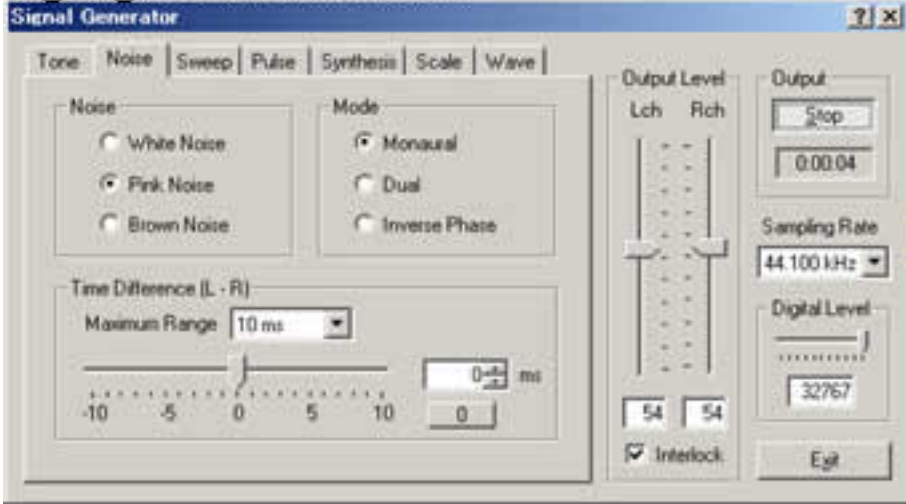 Signal Generator
? ×
Tone Noise Sweep Pulse Synthesis Scale Wave
Noise
White Noise
Pink Noise
Brown Noise
Mode
Monaural
Dual
Inverse Phase
Time Difference (L - R)
Maximum Range 10 ms
0 ms
-10 -5 0 5 10
0
Output Level
Lch Rch
54 54
Interlock
Output
Stop
0:00:04
Sampling Rate
44.100 kHz
Digital Level
32767
Exit